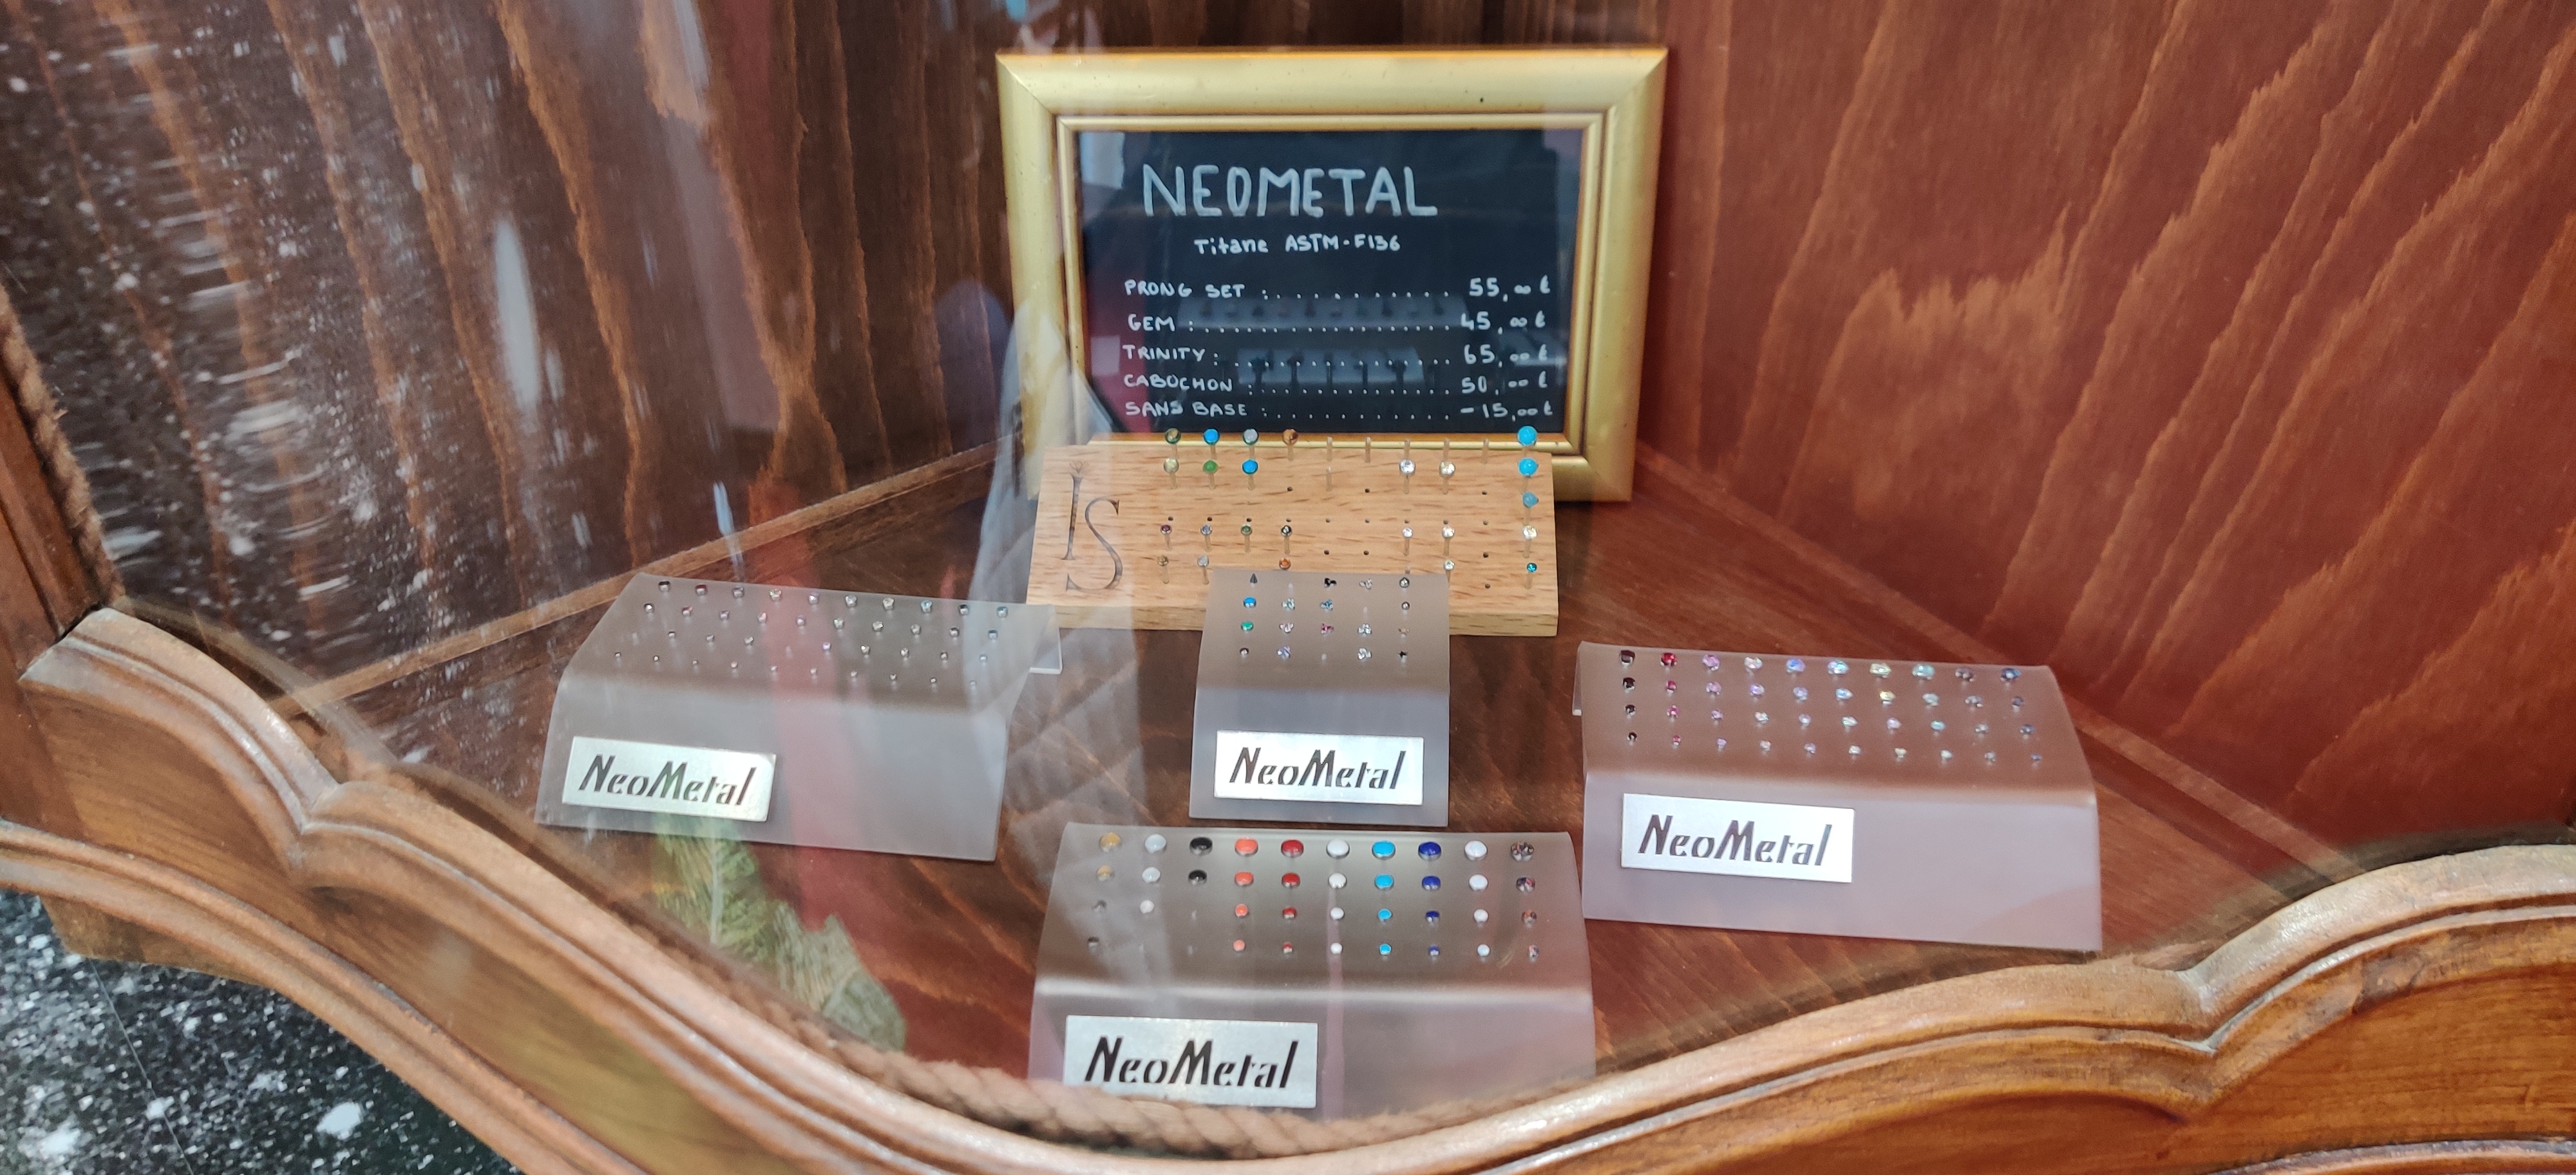 NEOMETAL
Titane ASTM-F136
PRONG SET : .......... 55,00 €
GEM : .................... 45,00 €
TRINITY : ................ 65,00 €
CABOCHON : ............ 50,00 €
SANS BASE : ............ -15,00 €
IS
NeoMetal
NeoMetal
NeoMetal
NeoMetal